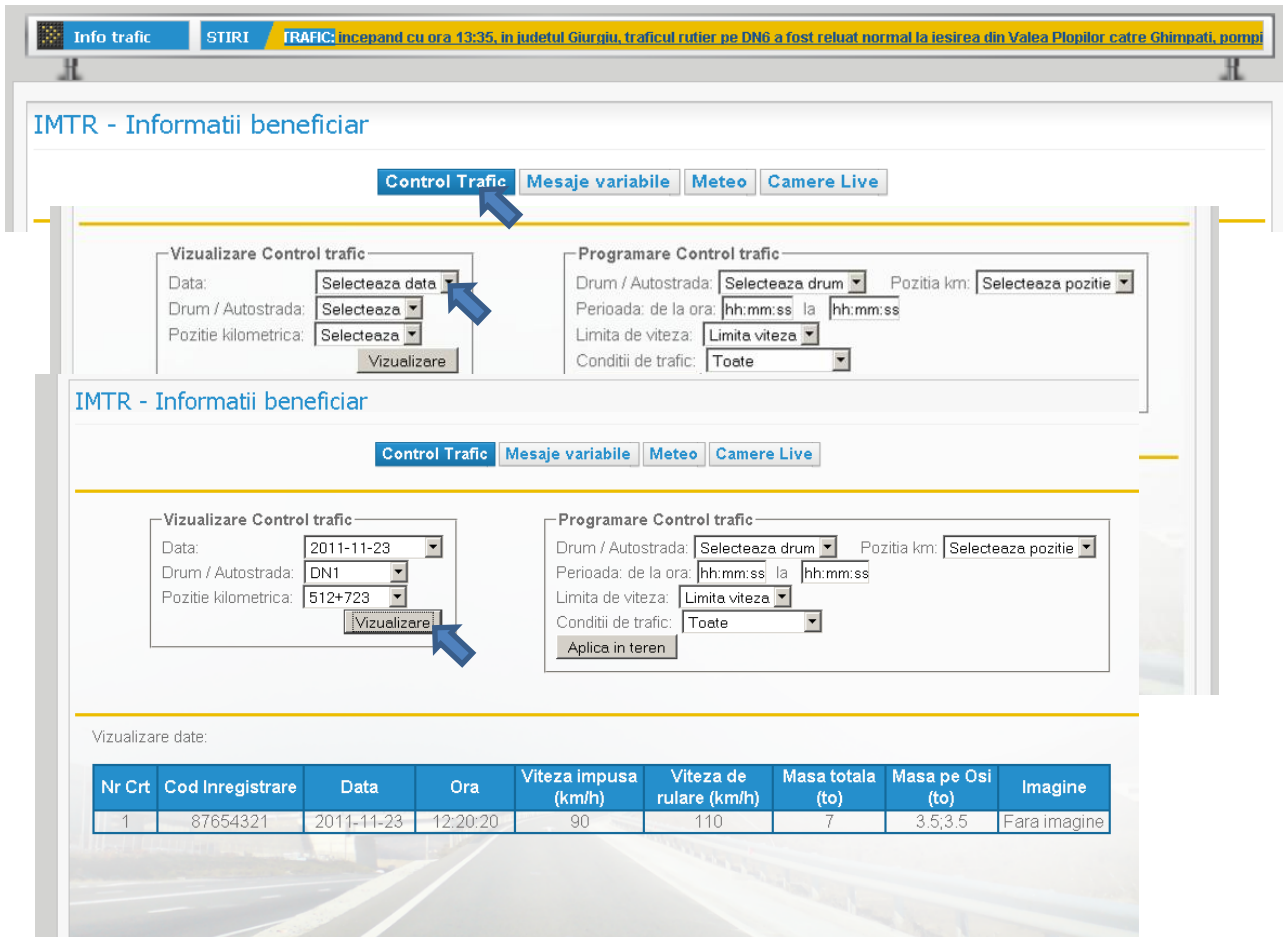 Info trafic STIRI TRAFIC: incepand cu ora 13:35, in judetul Giurgiu, traficul rutier pe DN6 a fost reluat normal la iesirea din Valea Plopilor catre Ghimpati, pompi
IMTR - Informatii beneficiar
Control Trafic Mesaje variabile Meteo Camere Live
Vizualizare Control trafic Programare Control trafic
Data: Selecteaza data Drum / Autostrada: Selecteaza drum Pozitia km: Selecteaza pozitie
Drum / Autostrada: Selecteaza Perioada: de la ora: hh:mm:ss la hh:mm:ss
Pozitie kilometrica: Selecteaza Limita de viteza: Limita viteza
Vizualizare Conditii de trafic: Toate
IMTR - Informatii beneficiar
Control Trafic Mesaje variabile Meteo Camere Live
Vizualizare Control trafic Programare Control trafic
Data: 2011-11-23 Drum / Autostrada: Selecteaza drum Pozitia km: Selecteaza pozitie
Drum / Autostrada: DN1 Perioada: de la ora: hh:mm:ss la hh:mm:ss
Pozitie kilometrica: 512+723 Limita de viteza: Limita viteza
Vizualizare Conditii de trafic: Toate
Aplica in teren
Vizualizare date:
Nr Crt Cod Inregistrare Data Ora Viteza impusa (km/h) Viteza de rulare (km/h) Masa totala (to) Masa pe Osi (to) Imagine
1 87654321 2011-11-23 12:20:20 90 110 7 3.5;3.5 Fara imagine